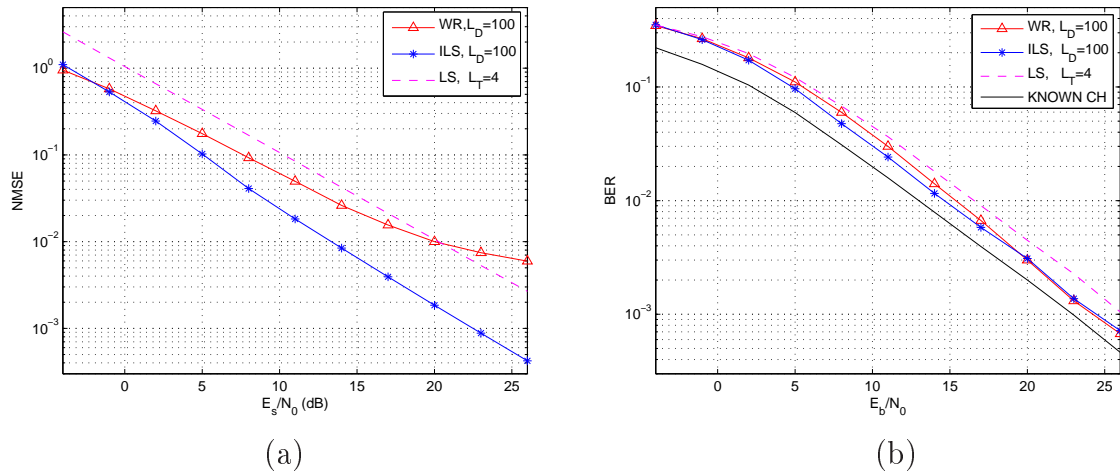 WR,L_D=100
ILS, L_D=100
LS, L_T=4
10^0
10^-1
10^-2
10^-3
NMSE
0 5 10 15 20 25
E_s/N_0 (dB)
(a)
WR, L_D=100
ILS, L_D=100
LS, L_T=4
KNOWN CH
10^-1
10^-2
10^-3
BER
0 5 10 15 20 25
E_b/N_0
(b)